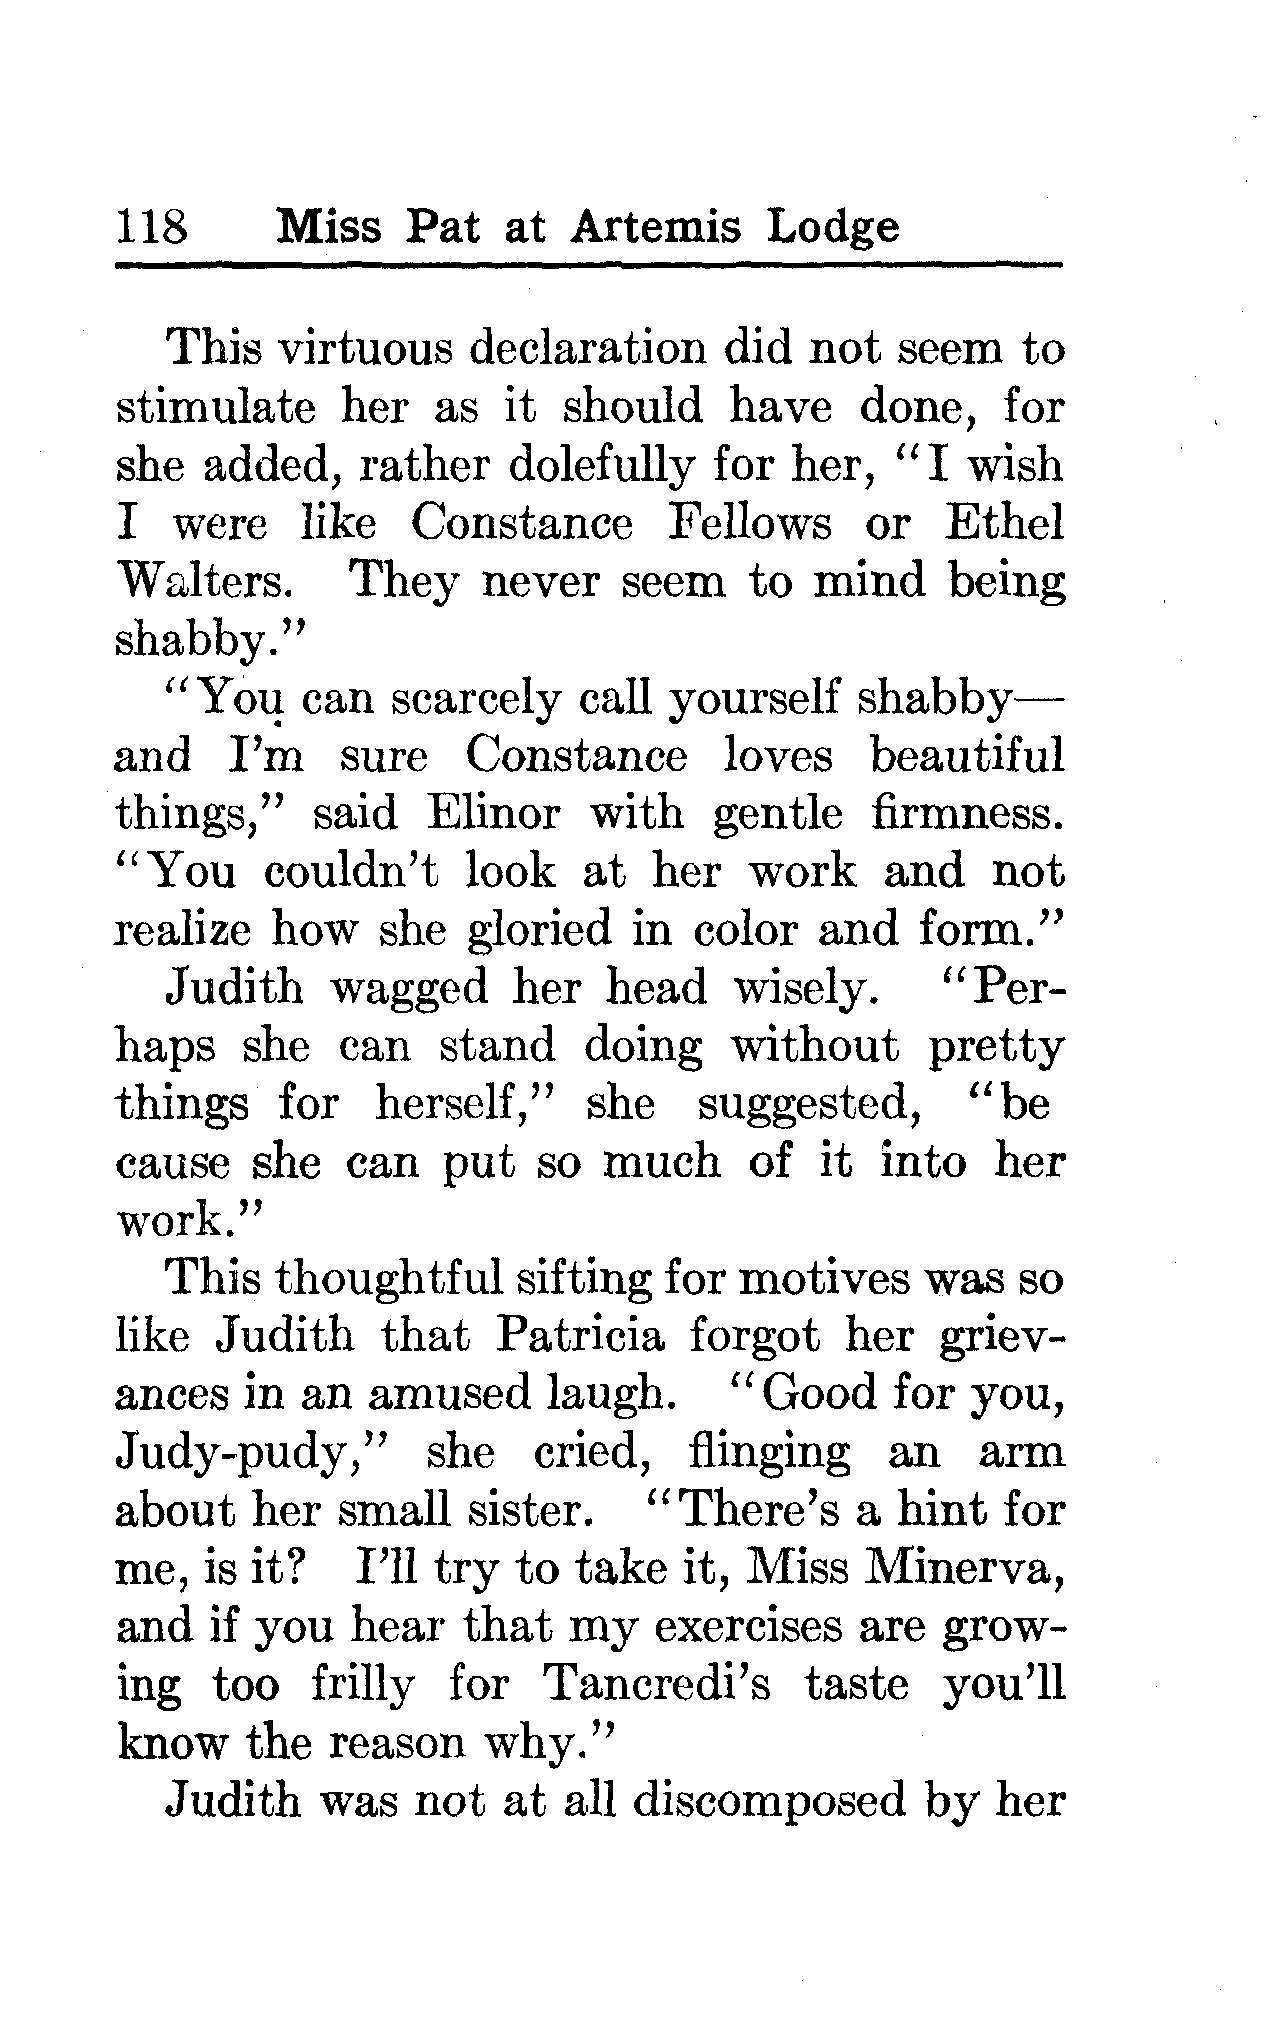 118 Miss Pat at Artemis Lodge
This virtuous declaration did not seem to
stimulate her as it should have done, for
she added, rather dolefully for her, "I wish
I were like Constance Fellows or Ethel
Walters. They never seem to mind being
shabby."
"You can scarcely call yourself shabby—
and I'm sure Constance loves beautiful
things," said Elinor with gentle firmness.
"You couldn't look at her work and not
realize how she gloried in color and form."
Judith wagged her head wisely. "Per-
haps she can stand doing without pretty
things for herself," she suggested, "be
cause she can put so much of it into her
work."
This thoughtful sifting for motives was so
like Judith that Patricia forgot her griev-
ances in an amused laugh. "Good for you,
Judy-pudy," she cried, flinging an arm
about her small sister. "There's a hint for
me, is it? I'll try to take it, Miss Minerva,
and if you hear that my exercises are grow-
ing too frilly for Tancredi's taste you'll
know the reason why."
Judith was not at all discomposed by her